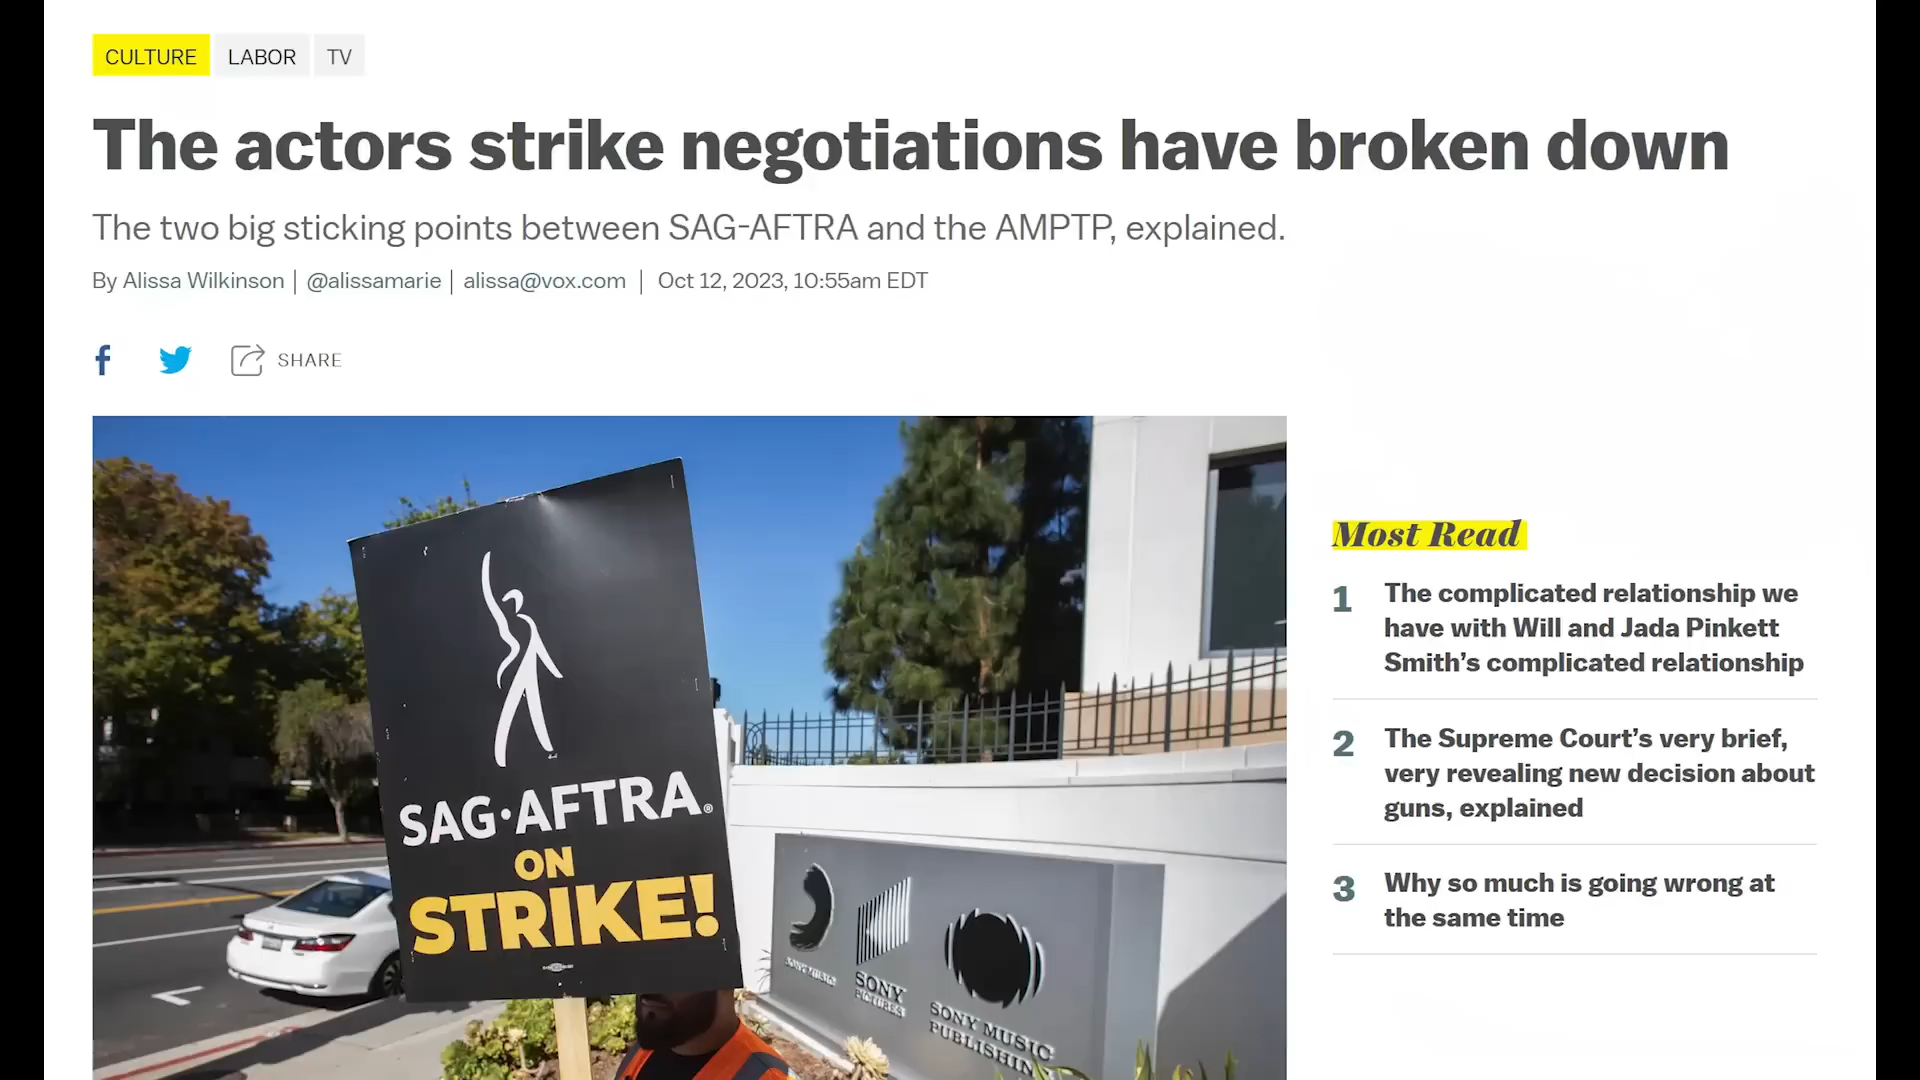 CULTURE LABOR TV
The actors strike negotiations have broken down
The two big sticking points between SAG-AFTRA and the AMPTP, explained.
By Alissa Wilkinson | @alissamarie | alissa@vox.com | Oct 12, 2023, 10:55am EDT
f SHARE
SAG·AFTRA®
ON
STRIKE!
SONY MUSIC
SONY
PICTURES
SONY MUSIC
PUBLISHING
Most Read
1 The complicated relationship we
have with Will and Jada Pinkett
Smith’s complicated relationship
2 The Supreme Court’s very brief,
very revealing new decision about
guns, explained
3 Why so much is going wrong at
the same time